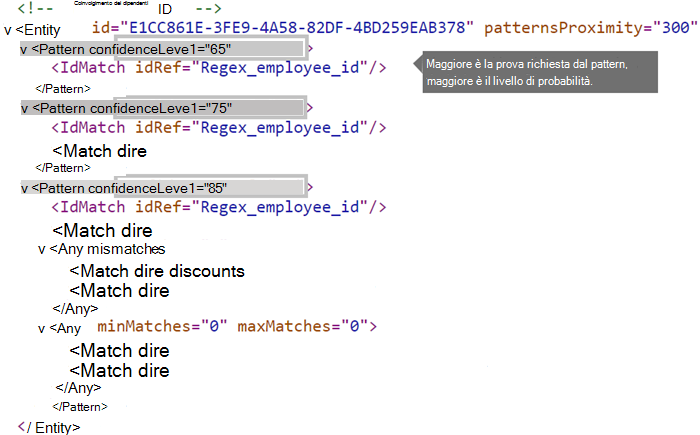 <!-- Coinvolgimento dei dipendenti ID -->
v <Entity id="E1CC861E-3FE9-4A58-82DF-4BD259EAB378" patternsProximity="300"
v <Pattern confidenceLeve1="65" >
<IdMatch idRef="Regex_employee_id"/>
</Pattern>
Maggiore è la prova richiesta dal pattern,
maggiore è il livello di probabilità.
v <Pattern confidenceLeve1="75" >
<IdMatch idRef="Regex_employee_id"/>
<Match dire
</Pattern>
v <Pattern confidenceLeve1="85" >
<IdMatch idRef="Regex_employee_id"/>
<Match dire
v <Any mismatches
<Match dire discounts
<Match dire
</Any>
v <Any minMatches="0" maxMatches="0">
<Match dire
<Match dire
</Any>
</Pattern>
</ Entity>